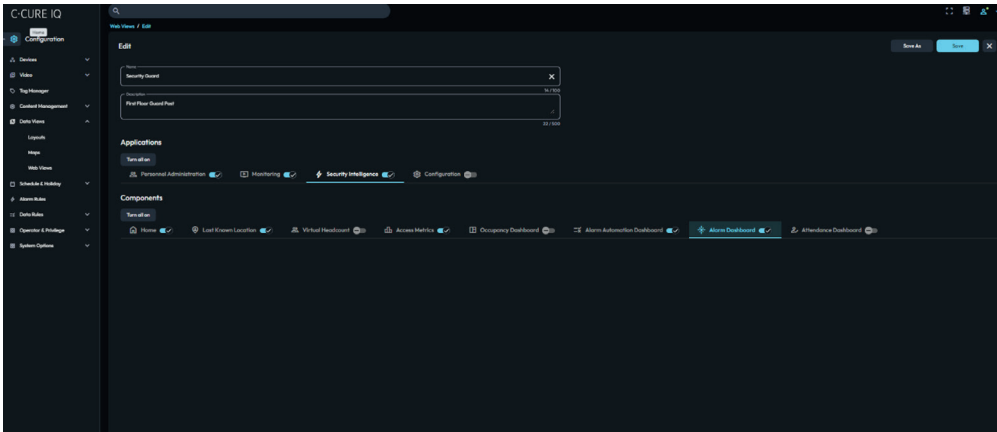 C•CURE IQ
Home
Configuration
Devices
Video
Tag Manager
Content Management
Data Views
Layouts
Maps
Web Views
Schedule & Holiday
Alarm Rules
Data Rules
Operator & Privilege
System Options
Web Views / Edit
Edit
Save As
Save
Name
Security Guard
14 / 100
Description
First Floor Guard Post
22 / 500
Applications
Turn all on
Personnel Administration
Monitoring
Security Intelligence
Configuration
Components
Turn all on
Home
Last Known Location
Virtual Headcount
Access Metrics
Occupancy Dashboard
Alarm Automation Dashboard
Alarm Dashboard
Attendance Dashboard